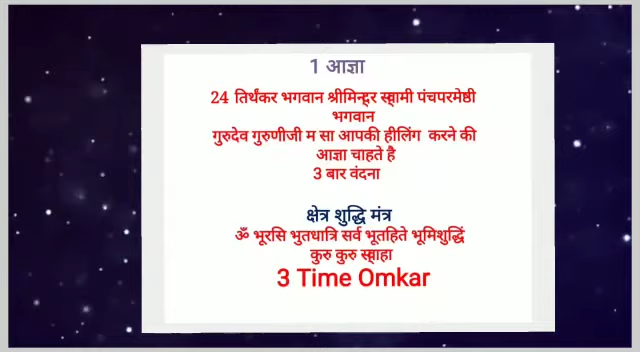 1 आज्ञा
24 तिर्थंकर भगवान श्रीमिन्द्र स्वामी पंचपरमेष्ठी
भगवान
गुरुदेव गुरुणीजी म सा आपकी हीलिंग करने की
आज्ञा चाहते है
3 बार वंदना
क्षेत्र शुद्धि मंत्र
ॐ भूरसि भुतधात्रि सर्व भूतहिते भूमिशुद्धिं
कुरु कुरु स्वाहा
3 Time Omkar